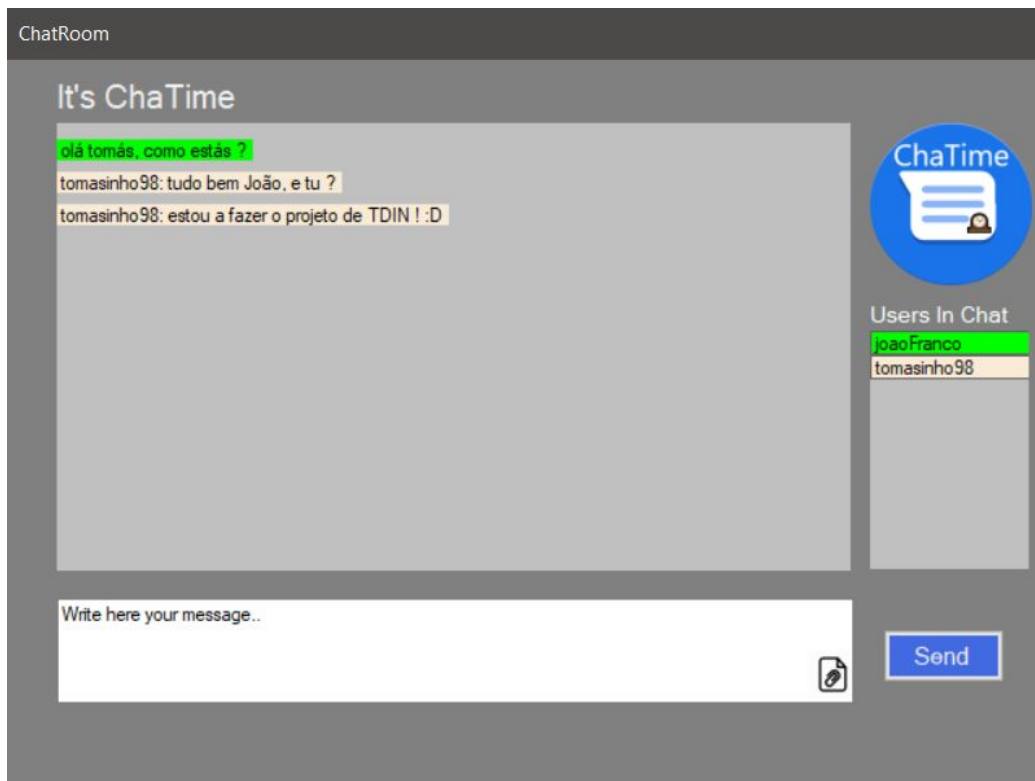 ChatRoom
It's ChaTime
olá tomás, como estás ?
tomasinho98: tudo bem João, e tu ?
tomasinho98: estou a fazer o projeto de TDIN ! :D
ChaTime
Users In Chat
joaoFranco
tomasinho98
Write here your message..
Send